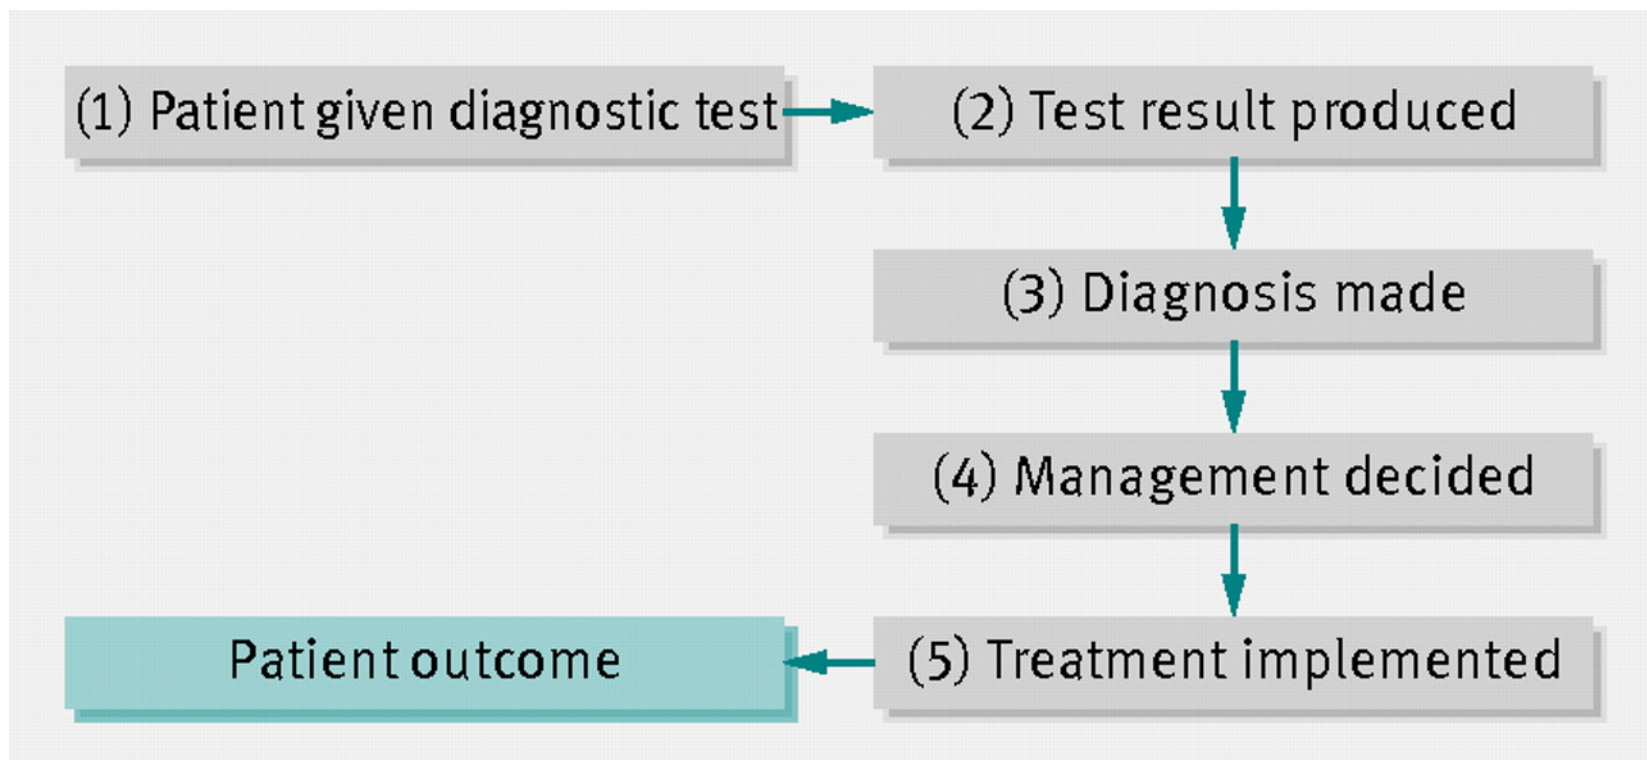 (1) Patient given diagnostic test
(2) Test result produced
(3) Diagnosis made
(4) Management decided
(5) Treatment implemented
Patient outcome